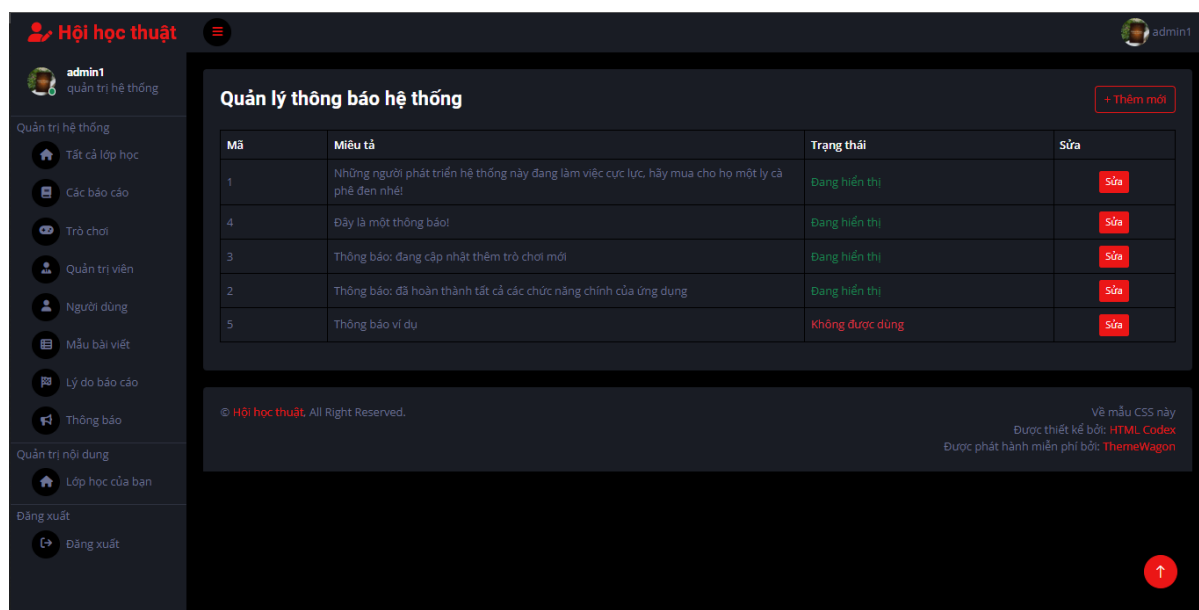 Hội học thuật
admin1
admin1
quản trị hệ thống
Quản trị hệ thống
Tất cả lớp học
Các báo cáo
Trò chơi
Quản trị viên
Người dùng
Mẫu bài viết
Lý do báo cáo
Thông báo
Quản trị nội dung
Lớp học của bạn
Đăng xuất
Đăng xuất
Quản lý thông báo hệ thống
+ Thêm mới
Mã Miêu tả Trạng thái Sửa
1 Những người phát triển hệ thống này đang làm việc cực lực, hãy mua cho họ một ly cà Đang hiển thị Sửa
phê đen nhé!
4 Đây là một thông báo! Đang hiển thị Sửa
3 Thông báo: đang cập nhật thêm trò chơi mới Đang hiển thị Sửa
2 Thông báo: đã hoàn thành tất cả các chức năng chính của ứng dụng Đang hiển thị Sửa
5 Thông báo ví dụ Không được dùng Sửa
© Hội học thuật, All Right Reserved.
Về mẫu CSS này
Được thiết kế bởi: HTML Codex
Được phát hành miễn phí bởi: ThemeWagon